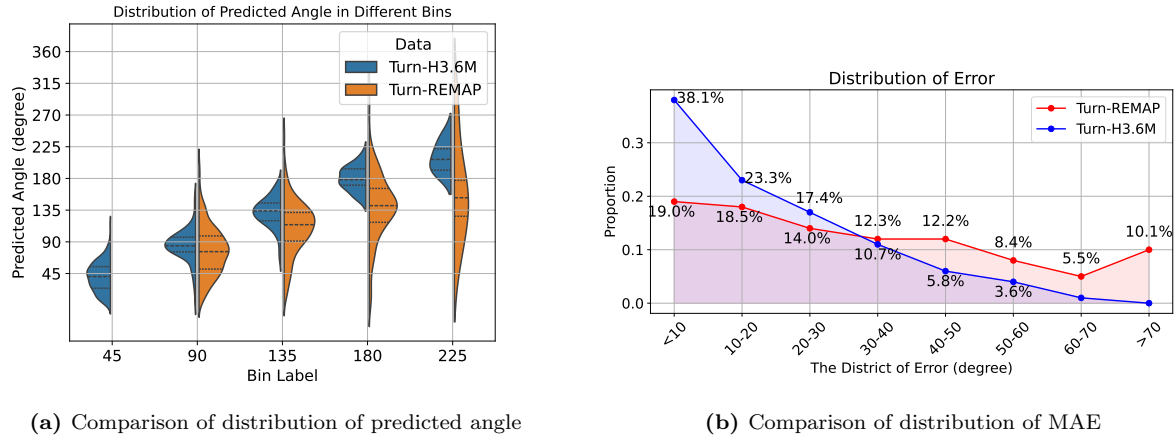 Distribution of Predicted Angle in Different Bins
Predicted Angle (degree)
360
315
270
225
180
135
90
45
Data
Turn-H3.6M
Turn-REMAP
45 90 135 180 225
Bin Label
(a) Comparison of distribution of predicted angle
Distribution of Error
Proportion
0.3
0.2
0.1
0.0
Turn-REMAP
Turn-H3.6M
38.1%
23.3%
17.4%
10.7%
5.8%
3.6%
19.0%
18.5%
14.0%
12.3%
12.2%
8.4%
5.5%
10.1%
<10 10-20 20-30 30-40 40-50 50-60 60-70 >70
The District of Error (degree)
(b) Comparison of distribution of MAE